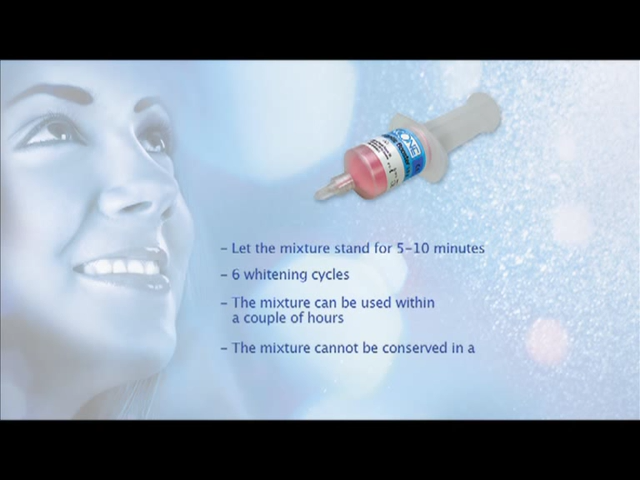 ONE
– Let the mixture stand for 5–10 minutes
– 6 whitening cycles
– The mixture can be used within
a couple of hours
– The mixture cannot be conserved in a